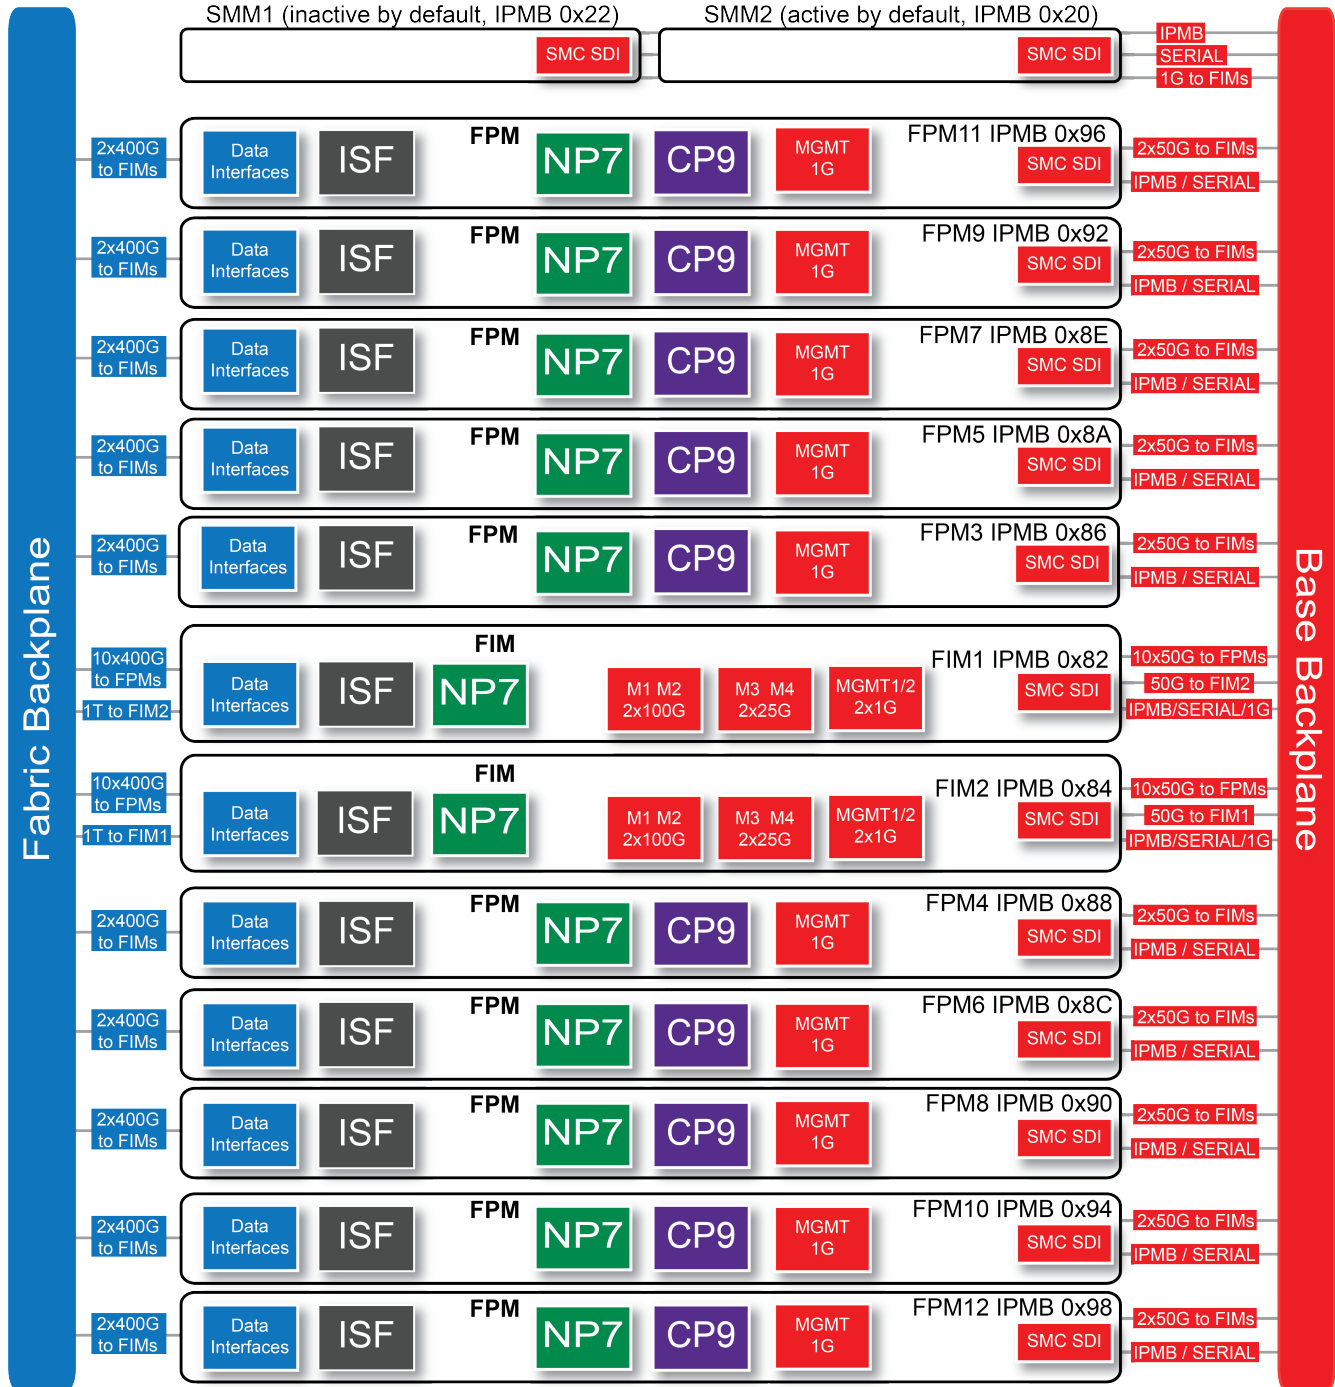 SMM1 (inactive by default, IPMB 0x22)
SMM2 (active by default, IPMB 0x20)
SMC SDI
SMC SDI
IPMB
SERIAL
1G to FIMs
Fabric Backplane
Base Backplane
2x400G
to FIMs
Data
Interfaces
ISF
FPM
NP7
CP9
MGMT
1G
FPM11 IPMB 0x96
SMC SDI
2x50G to FIMs
IPMB / SERIAL
2x400G
to FIMs
Data
Interfaces
ISF
FPM
NP7
CP9
MGMT
1G
FPM9 IPMB 0x92
SMC SDI
2x50G to FIMs
IPMB / SERIAL
2x400G
to FIMs
Data
Interfaces
ISF
FPM
NP7
CP9
MGMT
1G
FPM7 IPMB 0x8E
SMC SDI
2x50G to FIMs
IPMB / SERIAL
2x400G
to FIMs
Data
Interfaces
ISF
FPM
NP7
CP9
MGMT
1G
FPM5 IPMB 0x8A
SMC SDI
2x50G to FIMs
IPMB / SERIAL
2x400G
to FIMs
Data
Interfaces
ISF
FPM
NP7
CP9
MGMT
1G
FPM3 IPMB 0x86
SMC SDI
2x50G to FIMs
IPMB / SERIAL
10x400G
to FPMs
1T to FIM2
Data
Interfaces
ISF
FIM
NP7
M1 M2
2x100G
M3 M4
2x25G
MGMT1/2
2x1G
FIM1 IPMB 0x82
SMC SDI
10x50G to FPMs
50G to FIM2
IPMB/SERIAL/1G
10x400G
to FPMs
1T to FIM1
Data
Interfaces
ISF
FIM
NP7
M1 M2
2x100G
M3 M4
2x25G
MGMT1/2
2x1G
FIM2 IPMB 0x84
SMC SDI
10x50G to FPMs
50G to FIM1
IPMB/SERIAL/1G
2x400G
to FIMs
Data
Interfaces
ISF
FPM
NP7
CP9
MGMT
1G
FPM4 IPMB 0x88
SMC SDI
2x50G to FIMs
IPMB / SERIAL
2x400G
to FIMs
Data
Interfaces
ISF
FPM
NP7
CP9
MGMT
1G
FPM6 IPMB 0x8C
SMC SDI
2x50G to FIMs
IPMB / SERIAL
2x400G
to FIMs
Data
Interfaces
ISF
FPM
NP7
CP9
MGMT
1G
FPM8 IPMB 0x90
SMC SDI
2x50G to FIMs
IPMB / SERIAL
2x400G
to FIMs
Data
Interfaces
ISF
FPM
NP7
CP9
MGMT
1G
FPM10 IPMB 0x94
SMC SDI
2x50G to FIMs
IPMB / SERIAL
2x400G
to FIMs
Data
Interfaces
ISF
FPM
NP7
CP9
MGMT
1G
FPM12 IPMB 0x98
SMC SDI
2x50G to FIMs
IPMB / SERIAL